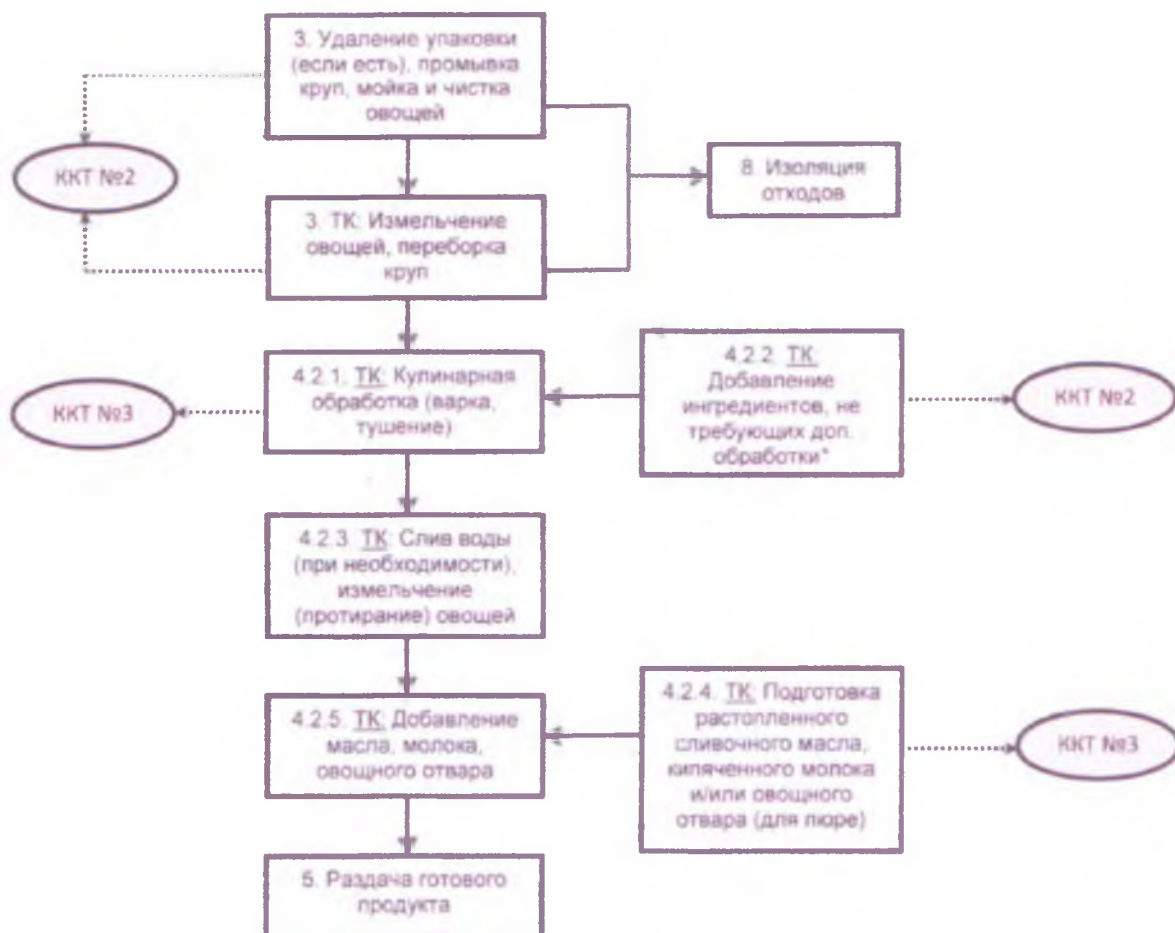 3. Удаление упаковки
(если есть), промывка
круп, мойка и чистка
овощей
ККТ №2
8. Изоляция
отходов
3. ТК: Измельчение
овощей, переборка
круп
4.2.1. ТК: Кулинарная
обработка (варка,
тушение)
ККТ №3
4.2.2. ТК:
Добавление
ингредиентов, не
требующих доп.
обработки*
ККТ №2
4.2.3. ТК: Слив воды
(при необходимости),
измельчение
(протирание) овощей
4.2.5. ТК: Добавление
масла, молока,
овощного отвара
4.2.4. ТК: Подготовка
растопленного
сливочного масла,
кипяченного молока
и/или овощного
отвара (для пюре)
ККТ №3
5. Раздача готового
продукта